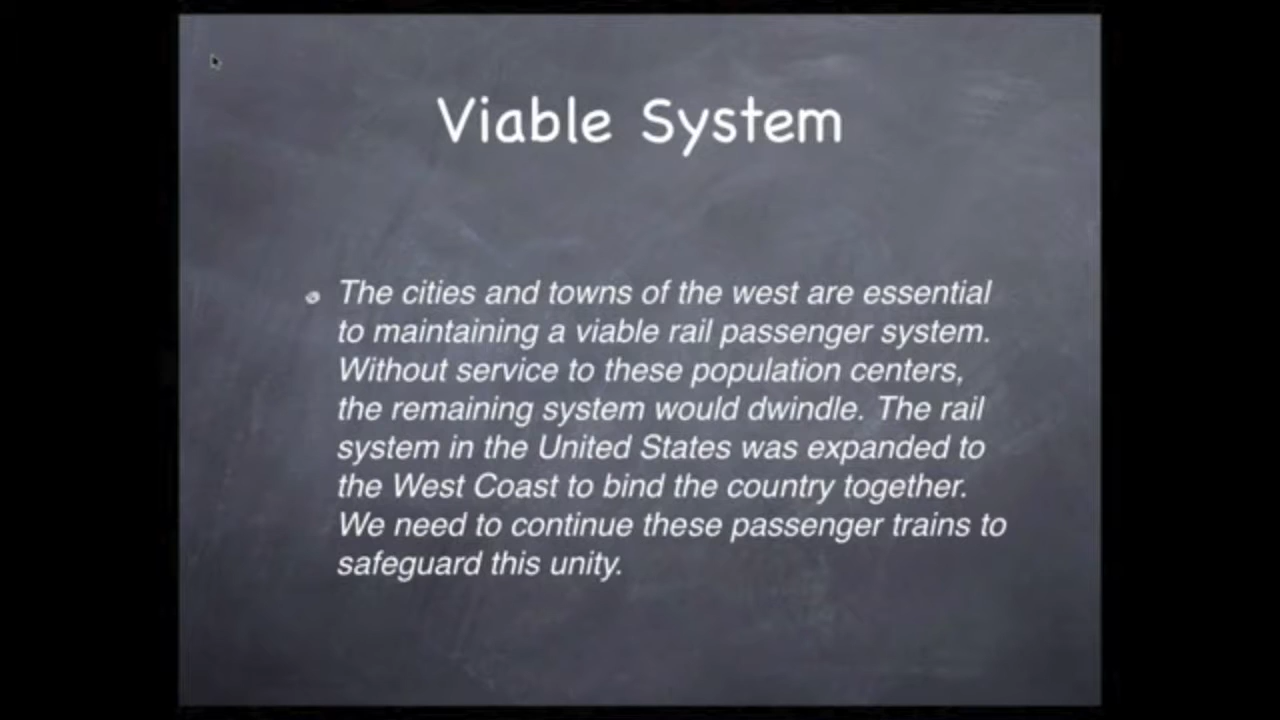 Viable System
The cities and towns of the west are essential
to maintaining a viable rail passenger system.
Without service to these population centers,
the remaining system would dwindle. The rail
system in the United States was expanded to
the West Coast to bind the country together.
We need to continue these passenger trains to
safeguard this unity.